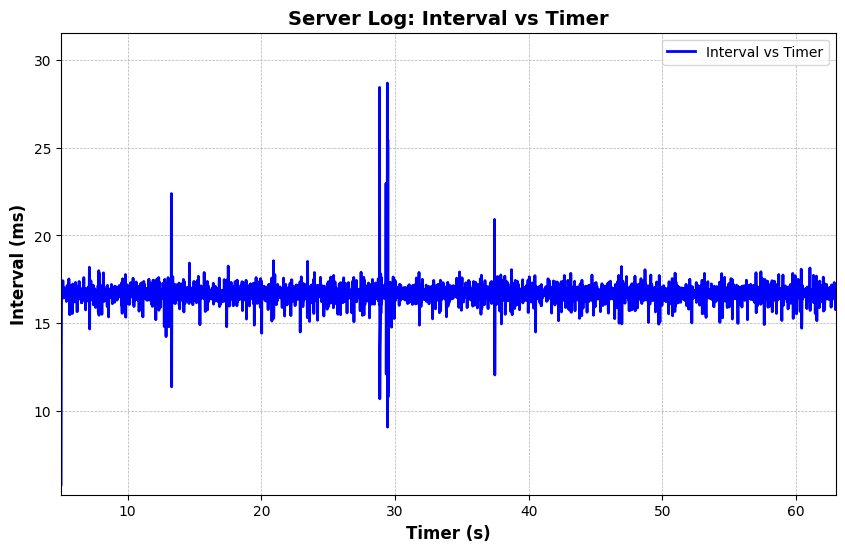 Server Log: Interval vs Timer
Interval vs Timer
30
25
20
15
10
Interval (ms)
10 20 30 40 50 60
Timer (s)